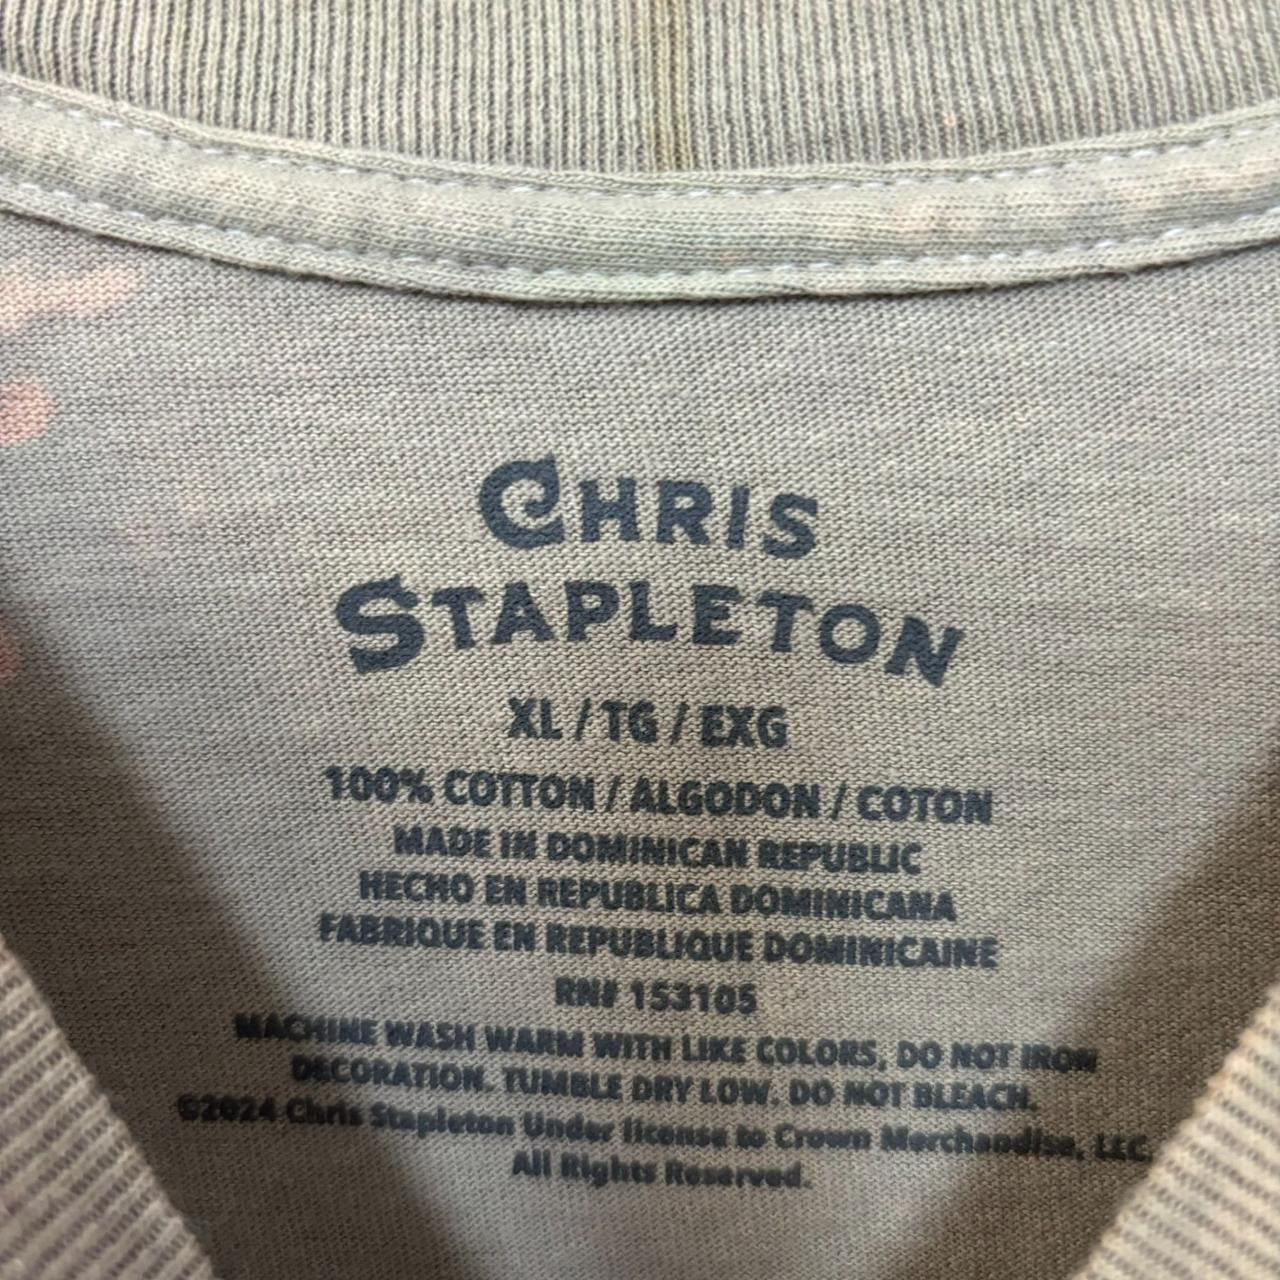 CHRIS
STAPLETON
XL / TG / EXG
100% COTTON / ALGODON / COTON
MADE IN DOMINICAN REPUBLIC
HECHO EN REPUBLICA DOMINICANA
FABRIQUE EN REPUBLIQUE DOMINICAINE
RN# 153105
MACHINE WASH WARM WITH LIKE COLORS, DO NOT IRON
DECORATION. TUMBLE DRY LOW. DO NOT BLEACH.
©2024 Chris Stapleton Under license to Crown Merchandise, LLC.
All Rights Reserved.